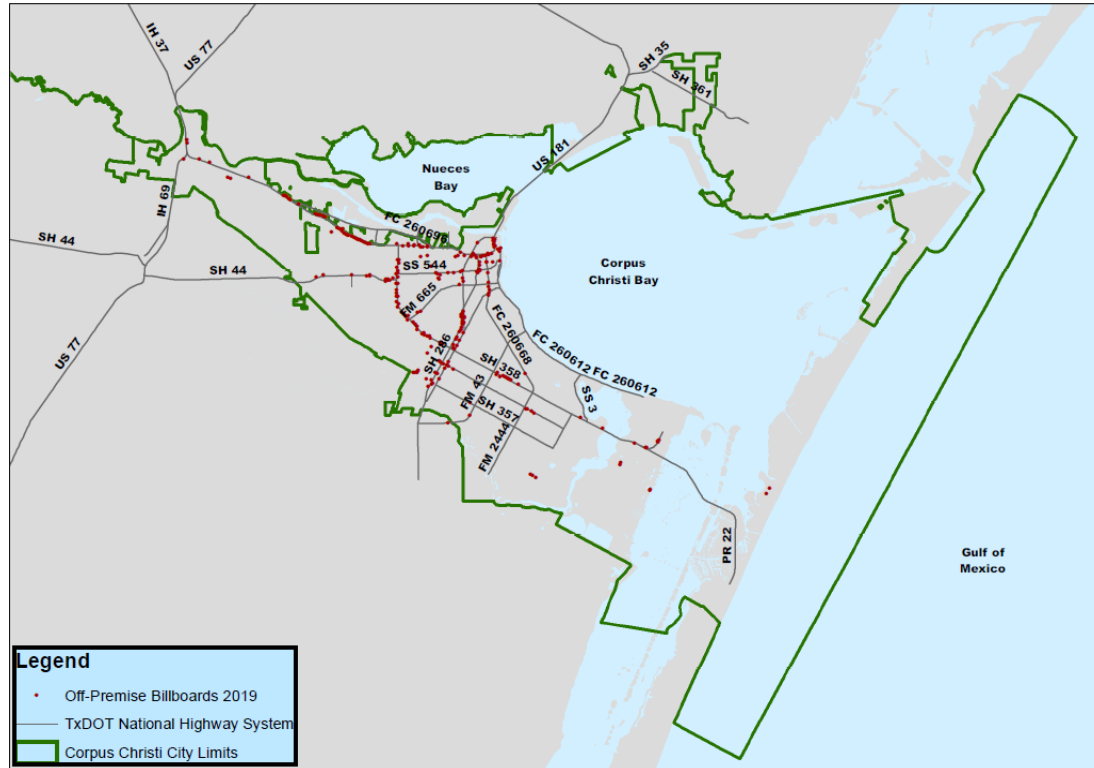 IH 37
US 77
SH 35
SH 361
US 181
Nueces
Bay
IH 69
FC 260696
SH 44
SH 44
SS 544
Corpus
Christi Bay
FM 665
US 77
SH 286
FC 260668
FC 260612
FC 260612
SH 358
FM 43
SS 3
SH 357
FM 2444
PR 22
Gulf of
Mexico
Legend
Off-Premise Billboards 2019
TxDOT National Highway System
Corpus Christi City Limits